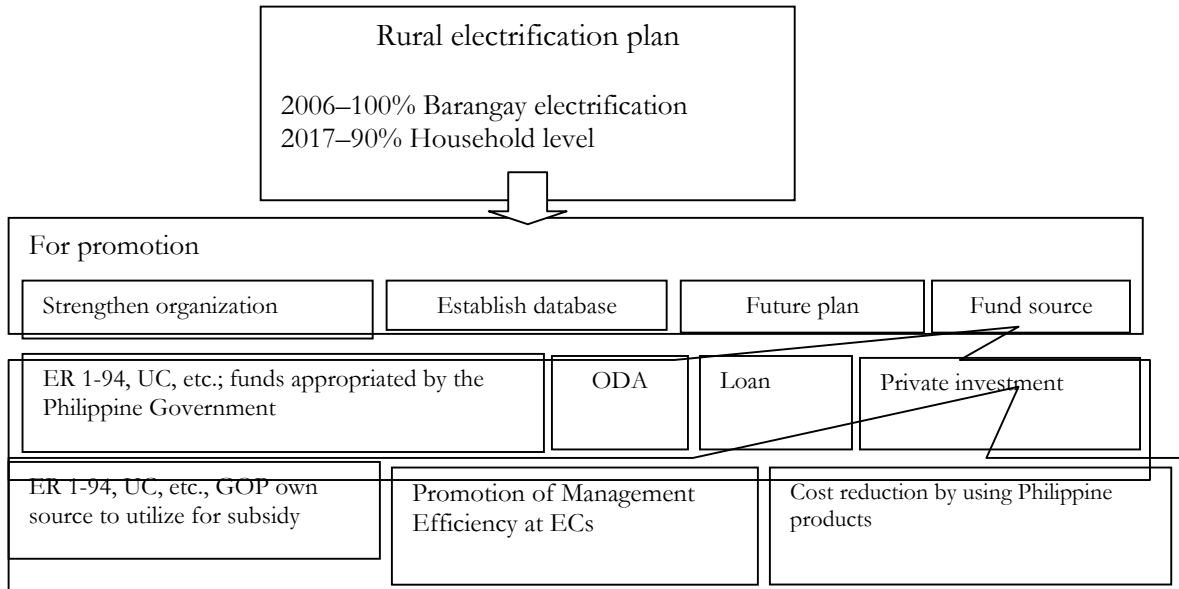 Rural electrification plan
2006–100% Barangay electrification
2017–90% Household level
For promotion
Strengthen organization
Establish database
Future plan
Fund source
ER 1-94, UC, etc.; funds appropriated by the
Philippine Government
ODA
Loan
Private investment
ER 1-94, UC, etc., GOP own
source to utilize for subsidy
Promotion of Management
Efficiency at ECs
Cost reduction by using Philippine
products